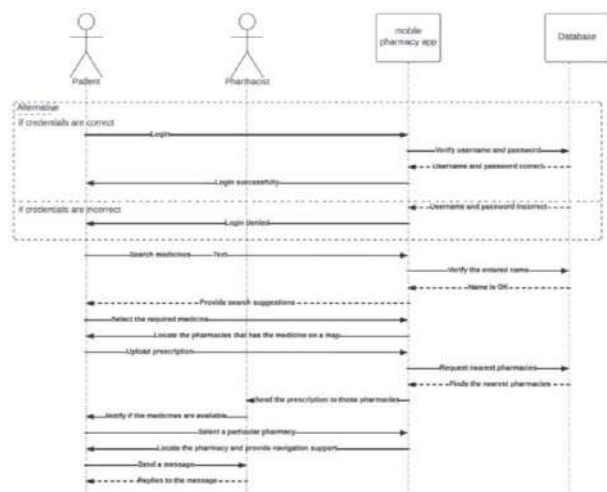 Patient
Pharmacist
mobile
pharmacy app
Database
Alternative
If credentials are correct
Login
Verify username and password
Username and password correct
Login successfully
If credentials are incorrect
Username and password incorrect
Login denied
Search medicines
Text
Verify the entered name
Name is OK
Provide search suggestions
Select the required medicine
Locate the pharmacies that has the medicine on a map
Upload prescription
Request nearest pharmacies
Finds the nearest pharmacies
Send the prescription to those pharmacies
Notify if the medicines are available
Select a particular pharmacy
Locate the pharmacy and provide navigation support
Send a message
Replies to the message